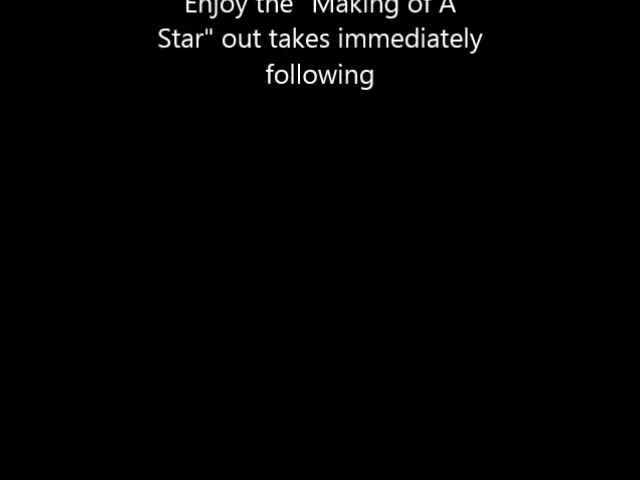 Enjoy the "Making of A
Star" out takes immediately
following